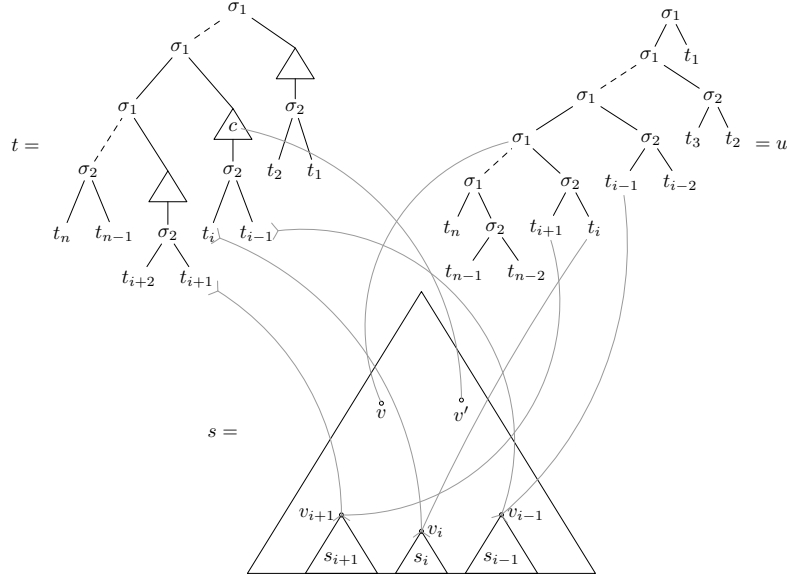 σ₁
σ₁
σ₁ t₁
σ₁
σ₁ c σ₂ σ₁ σ₂
t = t₃ t₂ = u
σ₁ σ₂
σ₂ σ₂ t₂ t₁
σ₁ σ₂ tᵢ₋₁ tᵢ₋₂
tₙ tₙ₋₁ σ₂ tᵢ tᵢ₋₁ tₙ σ₂ tᵢ₊₁ tᵢ
tᵢ₊₂ tᵢ₊₁ tₙ₋₁ tₙ₋₂
v v′
s =
vᵢ₊₁ vᵢ vᵢ₋₁
sᵢ₊₁ sᵢ sᵢ₋₁